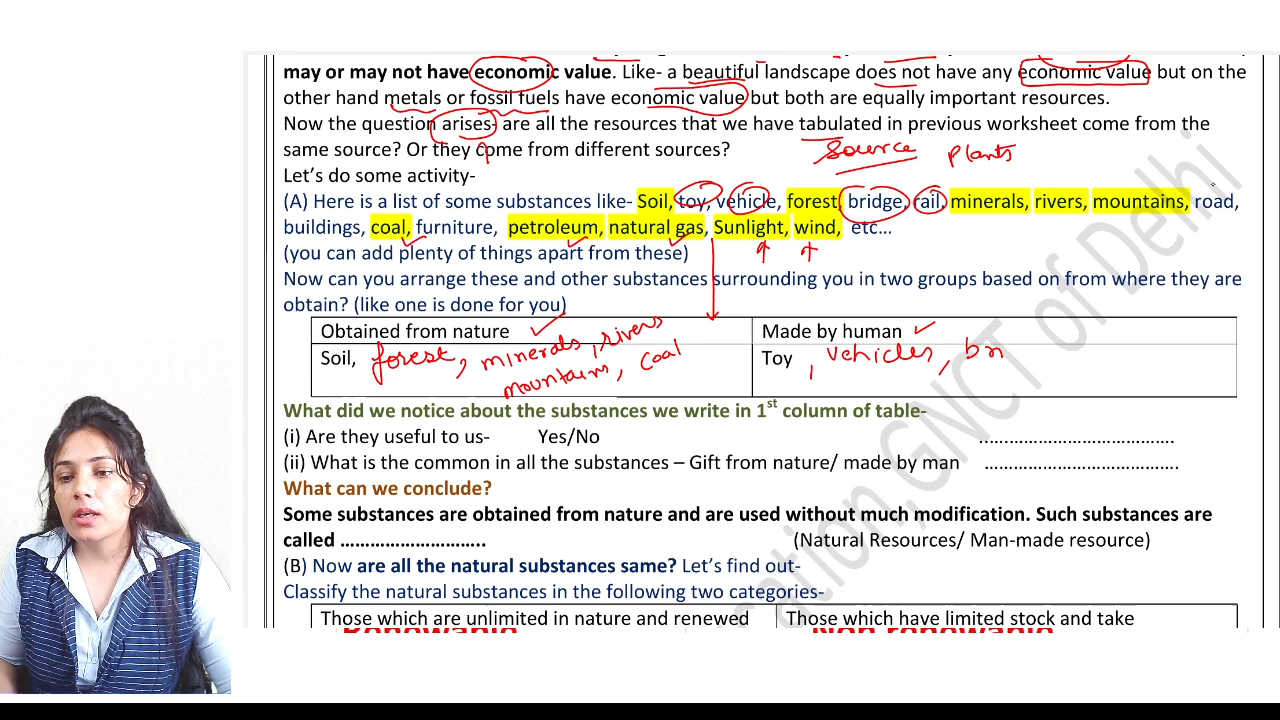 may or may not have economic value. Like- a beautiful landscape does not have any economic value but on the
other hand metals or fossil fuels have economic value but both are equally important resources.
Now the question arises- are all the resources that we have tabulated in previous worksheet come from the
same source? Or they come from different sources?
Source plants
Let's do some activity-
(A) Here is a list of some substances like- Soil, toy, vehicle, forest, bridge, rail, minerals, rivers, mountains, road,
buildings, coal, furniture, petroleum, natural gas, Sunlight, wind, etc...
(you can add plenty of things apart from these)
Now can you arrange these and other substances surrounding you in two groups based on from where they are
obtain? (like one is done for you)
Obtained from nature Made by human
Soil, forest, minerals, rivers Toy, vehicles, bri
mountains, coal
What did we notice about the substances we write in 1st column of table-
(i) Are they useful to us- Yes/No ……………………………….
(ii) What is the common in all the substances – Gift from nature/ made by man ……………………………….
What can we conclude?
Some substances are obtained from nature and are used without much modification. Such substances are
called ……………………….. (Natural Resources/ Man-made resource)
(B) Now are all the natural substances same? Let's find out-
Classify the natural substances in the following two categories-
Those which are unlimited in nature and renewed Those which have limited stock and take
Renewable Non renewable
ation,GNCT of Delhi